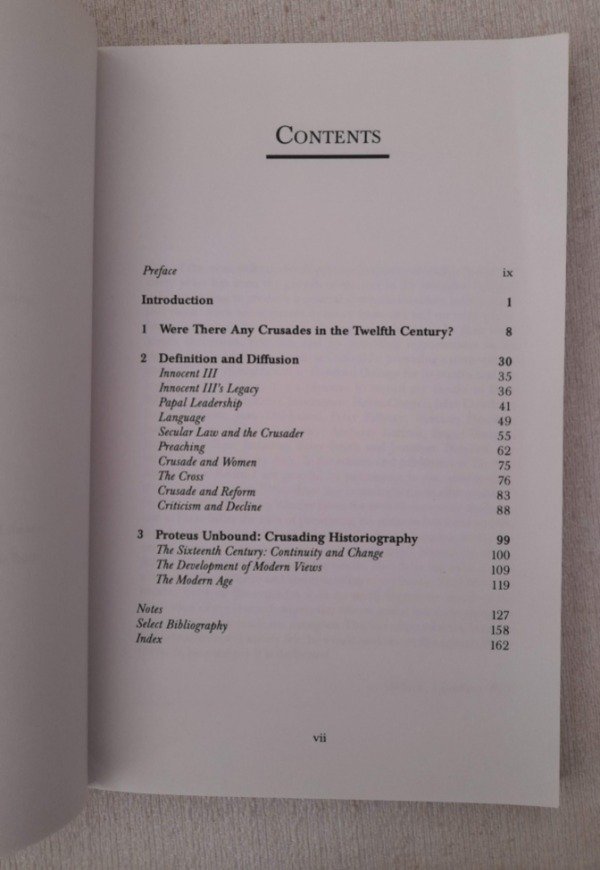 CONTENTS
Preface ix
Introduction 1
1 Were There Any Crusades in the Twelfth Century? 8
2 Definition and Diffusion 30
Innocent III 35
Innocent III's Legacy 36
Papal Leadership 41
Language 49
Secular Law and the Crusader 55
Preaching 62
Crusade and Women 75
The Cross 76
Crusade and Reform 83
Criticism and Decline 88
3 Proteus Unbound: Crusading Historiography 99
The Sixteenth Century: Continuity and Change 100
The Development of Modern Views 109
The Modern Age 119
Notes 127
Select Bibliography 158
Index 162
vii